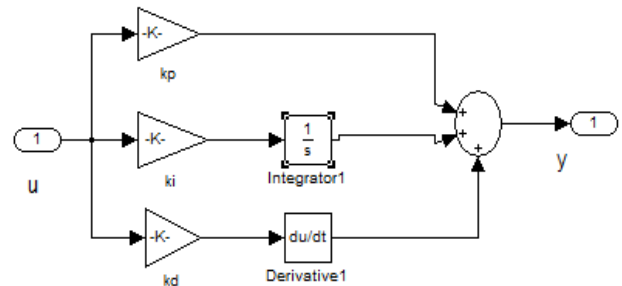 -K-
kp
1
u
-K-
ki
1
s
Integrator1
-K-
kd
du/dt
Derivative1
+
+
+
1
y